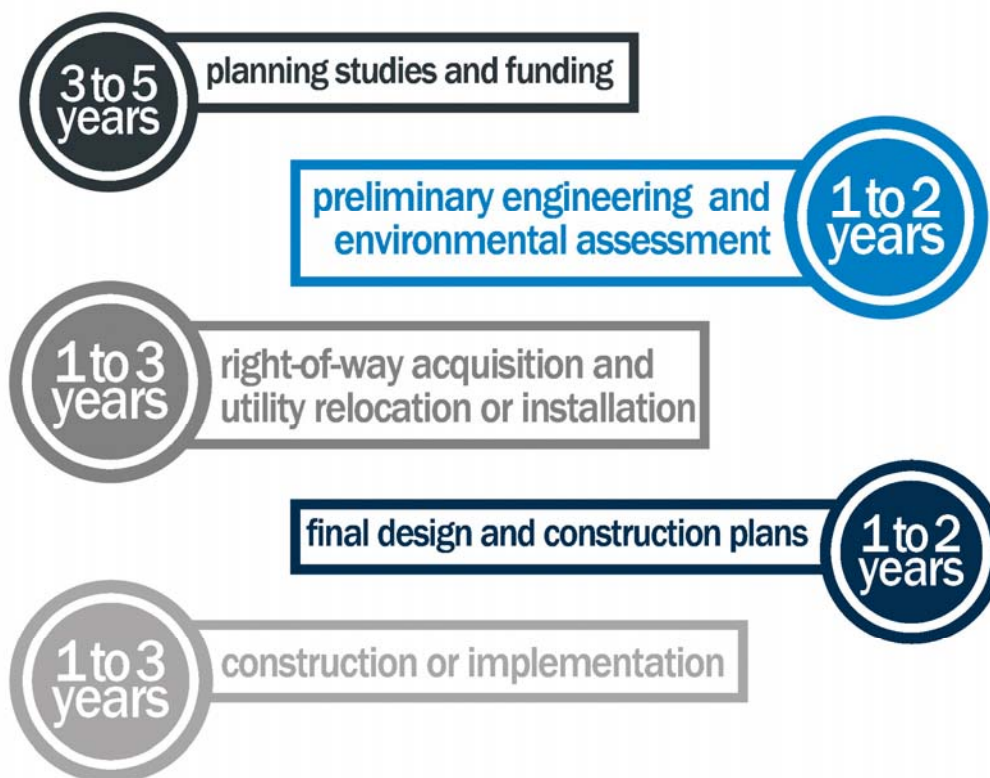 3 to 5
years
planning studies and funding
preliminary engineering and
environmental assessment
1 to 2
years
1 to 3
years
right-of-way acquisition and
utility relocation or installation
final design and construction plans
1 to 2
years
1 to 3
years
construction or implementation